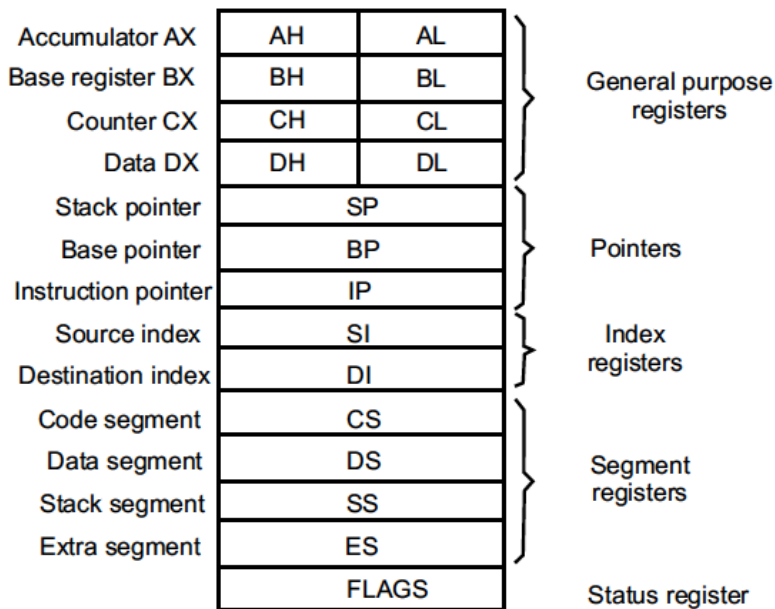 Accumulator AX AH AL
Base register BX BH BL
Counter CX CH CL
Data DX DH DL
General purpose
registers
Stack pointer SP
Base pointer BP
Instruction pointer IP
Pointers
Source index SI
Destination index DI
Index
registers
Code segment CS
Data segment DS
Stack segment SS
Extra segment ES
Segment
registers
FLAGS Status register